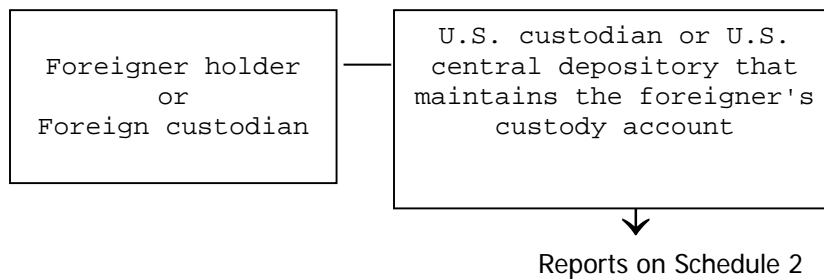 Foreigner holder
or
Foreign custodian
U.S. custodian or U.S.
central depository that
maintains the foreigner's
custody account
Reports on Schedule 2